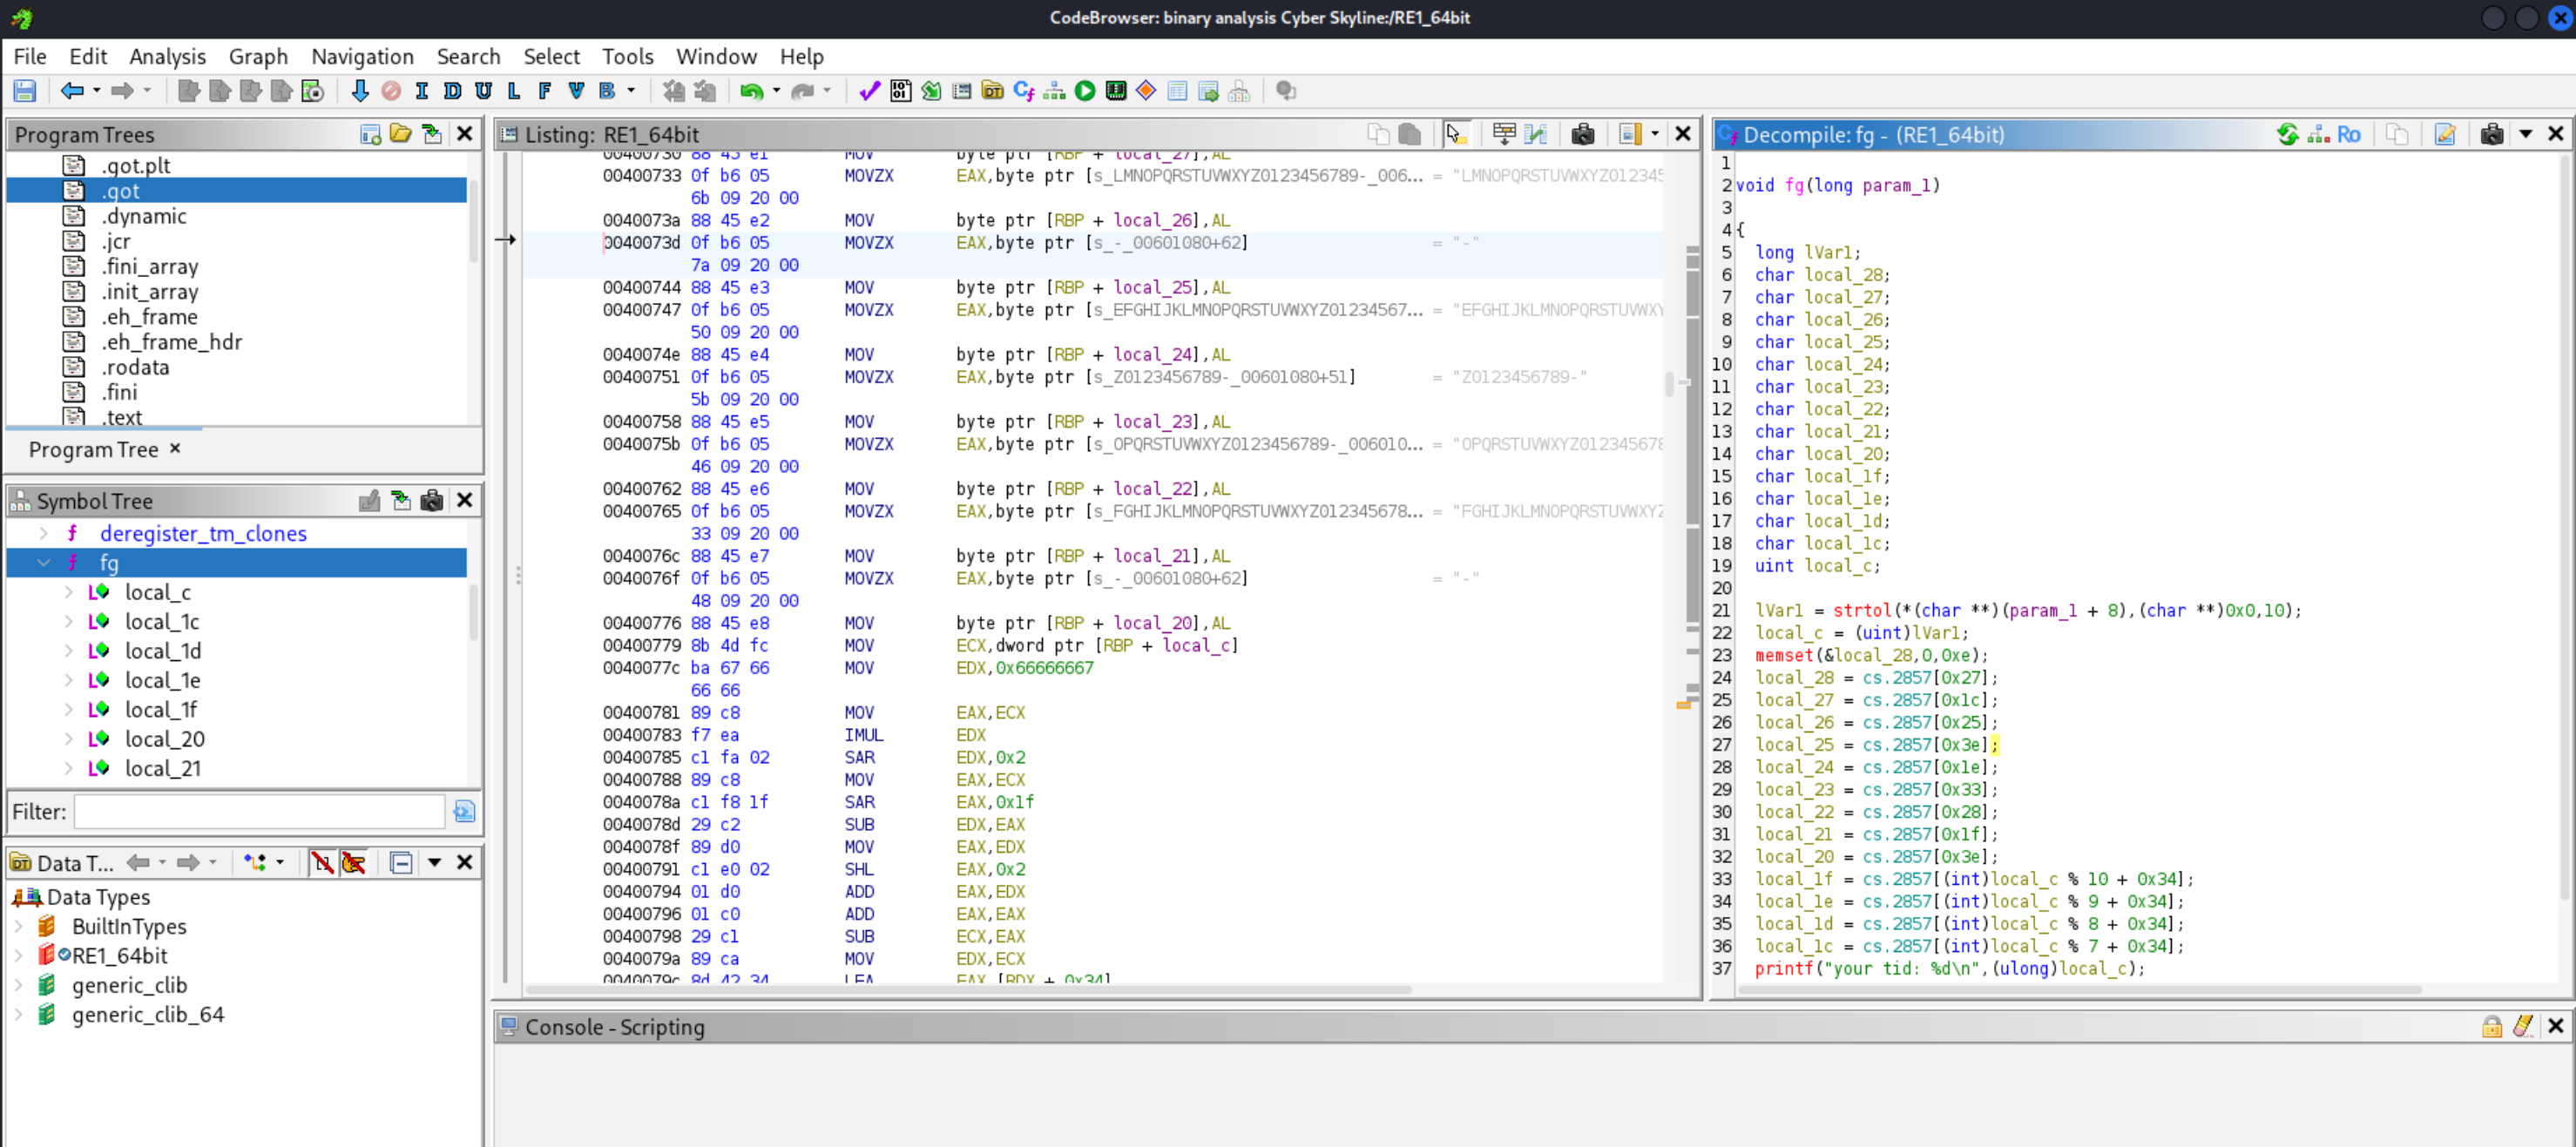 CodeBrowser: binary analysis Cyber Skyline:/RE1_64bit
File Edit Analysis Graph Navigation Search Select Tools Window Help
I D U L F V B
Program Trees
.got.plt
.got
.dynamic
.jcr
.fini_array
.init_array
.eh_frame
.eh_frame_hdr
.rodata
.fini
.text
Program Tree ×
Symbol Tree
f deregister_tm_clones
f fg
L local_c
L local_1c
L local_1d
L local_1e
L local_1f
L local_20
L local_21
Filter:
Data T...
Data Types
BuiltInTypes
RE1_64bit
generic_clib
generic_clib_64
Listing: RE1_64bit
00400730 88 45 e1 MOV byte ptr [RBP + local_27],AL
00400733 0f b6 05 MOVZX EAX,byte ptr [s_LMNOPQRSTUVWXYZ0123456789-_006... = "LMNOPQRSTUVWXYZ012345
6b 09 20 00
0040073a 88 45 e2 MOV byte ptr [RBP + local_26],AL
0040073d 0f b6 05 MOVZX EAX,byte ptr [s_-_00601080+62] = "-"
7a 09 20 00
00400744 88 45 e3 MOV byte ptr [RBP + local_25],AL
00400747 0f b6 05 MOVZX EAX,byte ptr [s_EFGHIJKLMNOPQRSTUVWXYZ01234567... = "EFGHIJKLMNOPQRSTUVWXY
50 09 20 00
0040074e 88 45 e4 MOV byte ptr [RBP + local_24],AL
00400751 0f b6 05 MOVZX EAX,byte ptr [s_Z0123456789-_00601080+51] = "Z0123456789-"
5b 09 20 00
00400758 88 45 e5 MOV byte ptr [RBP + local_23],AL
0040075b 0f b6 05 MOVZX EAX,byte ptr [s_OPQRSTUVWXYZ0123456789-_006010... = "OPQRSTUVWXYZ012345678
46 09 20 00
00400762 88 45 e6 MOV byte ptr [RBP + local_22],AL
00400765 0f b6 05 MOVZX EAX,byte ptr [s_FGHIJKLMNOPQRSTUVWXYZ012345678... = "FGHIJKLMNOPQRSTUVWXYZ
33 09 20 00
0040076c 88 45 e7 MOV byte ptr [RBP + local_21],AL
0040076f 0f b6 05 MOVZX EAX,byte ptr [s_-_00601080+62] = "-"
48 09 20 00
00400776 88 45 e8 MOV byte ptr [RBP + local_20],AL
00400779 8b 4d fc MOV ECX,dword ptr [RBP + local_c]
0040077c ba 67 66 MOV EDX,0x66666667
66 66
00400781 89 c8 MOV EAX,ECX
00400783 f7 ea IMUL EDX
00400785 c1 fa 02 SAR EDX,0x2
00400788 89 c8 MOV EAX,ECX
0040078a c1 f8 1f SAR EAX,0x1f
0040078d 29 c2 SUB EDX,EAX
0040078f 89 d0 MOV EAX,EDX
00400791 c1 e0 02 SHL EAX,0x2
00400794 01 d0 ADD EAX,EDX
00400796 01 c0 ADD EAX,EAX
00400798 29 c1 SUB ECX,EAX
0040079a 89 ca MOV EDX,ECX
0040079c 8d 42 34 LEA EAX,[RDX + 0x34]
Decompile: fg - (RE1_64bit)
Ro
1
2 void fg(long param_1)
3
4 {
5 long lVar1;
6 char local_28;
7 char local_27;
8 char local_26;
9 char local_25;
10 char local_24;
11 char local_23;
12 char local_22;
13 char local_21;
14 char local_20;
15 char local_1f;
16 char local_1e;
17 char local_1d;
18 char local_1c;
19 uint local_c;
20
21 lVar1 = strtol(*(char **)(param_1 + 8),(char **)0x0,10);
22 local_c = (uint)lVar1;
23 memset(&local_28,0,0xe);
24 local_28 = cs.2857[0x27];
25 local_27 = cs.2857[0x1c];
26 local_26 = cs.2857[0x25];
27 local_25 = cs.2857[0x3e];
28 local_24 = cs.2857[0x1e];
29 local_23 = cs.2857[0x33];
30 local_22 = cs.2857[0x28];
31 local_21 = cs.2857[0x1f];
32 local_20 = cs.2857[0x3e];
33 local_1f = cs.2857[(int)local_c % 10 + 0x34];
34 local_1e = cs.2857[(int)local_c % 9 + 0x34];
35 local_1d = cs.2857[(int)local_c % 8 + 0x34];
36 local_1c = cs.2857[(int)local_c % 7 + 0x34];
37 printf("your tid: %d\n",(ulong)local_c);
Console - Scripting